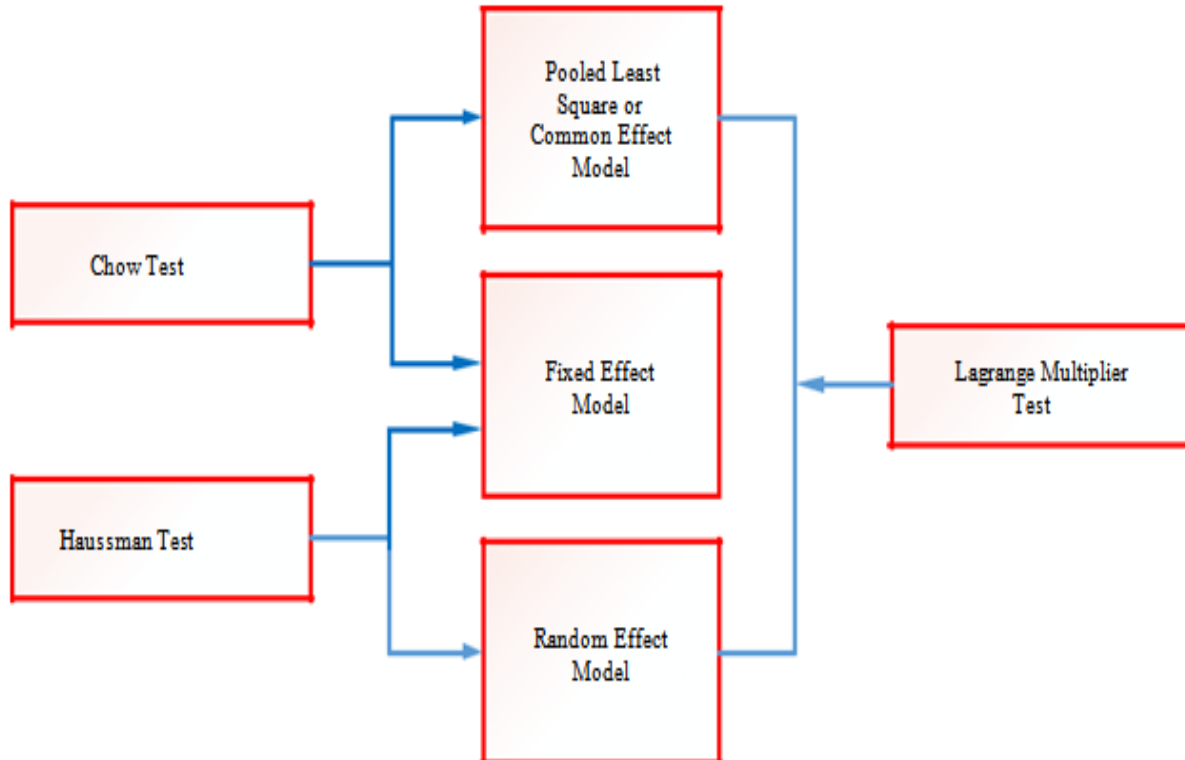 Pooled Least
Square or
Common Effect
Model
Chow Test
Fixed Effect
Model
Lagrange Multiplier
Test
Haussman Test
Random Effect
Model